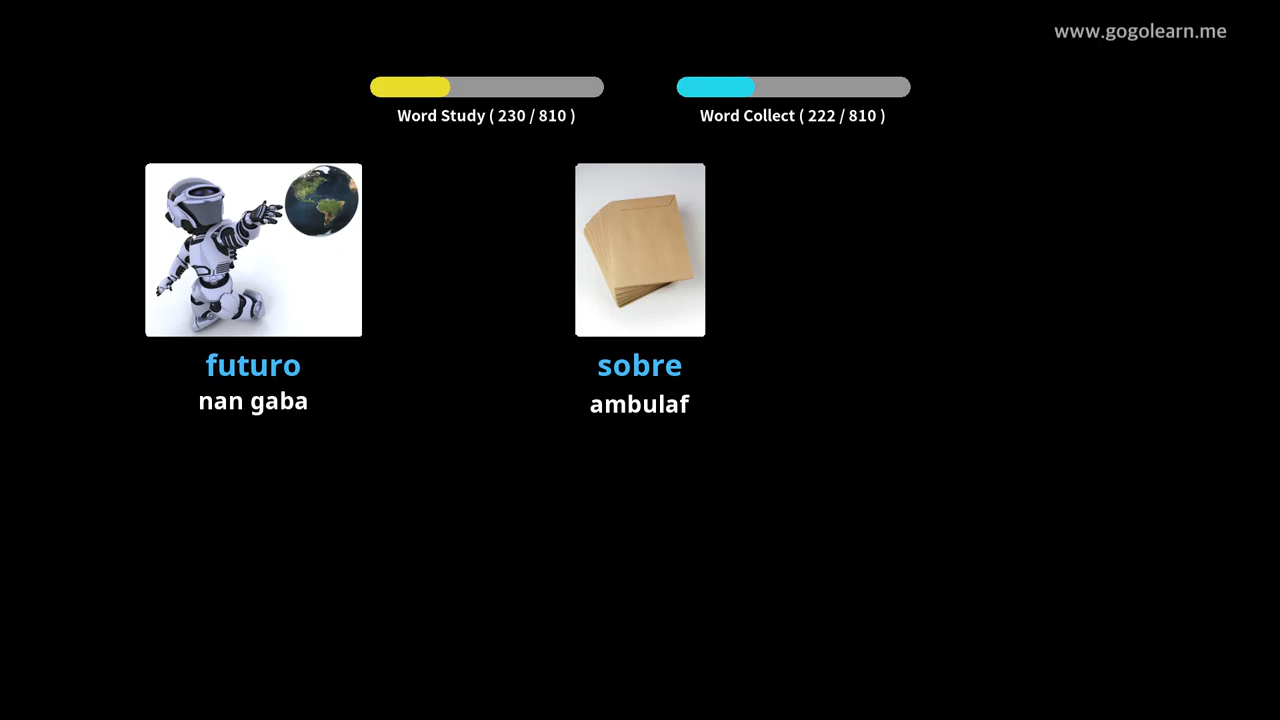 www.gogolearn.me
Word Study ( 230 / 810 )
Word Collect ( 222 / 810 )
futuro
nan gaba
sobre
ambulaf